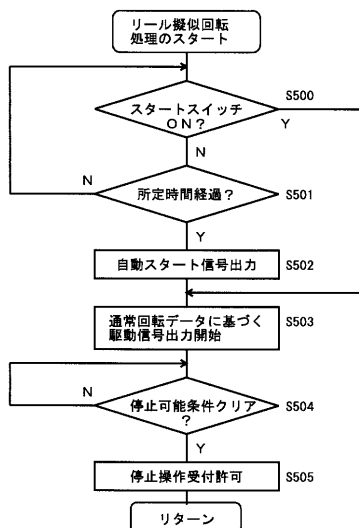 リール擬似回転
処理のスタート
スタートスイッチ
ON?
S500
Y
N
N
所定時間経過?
S501
Y
自動スタート信号出力
S502
通常回転データに基づく
駆動信号出力開始
S503
N
停止可能条件クリア
?
S504
Y
停止操作受付許可
S505
リターン